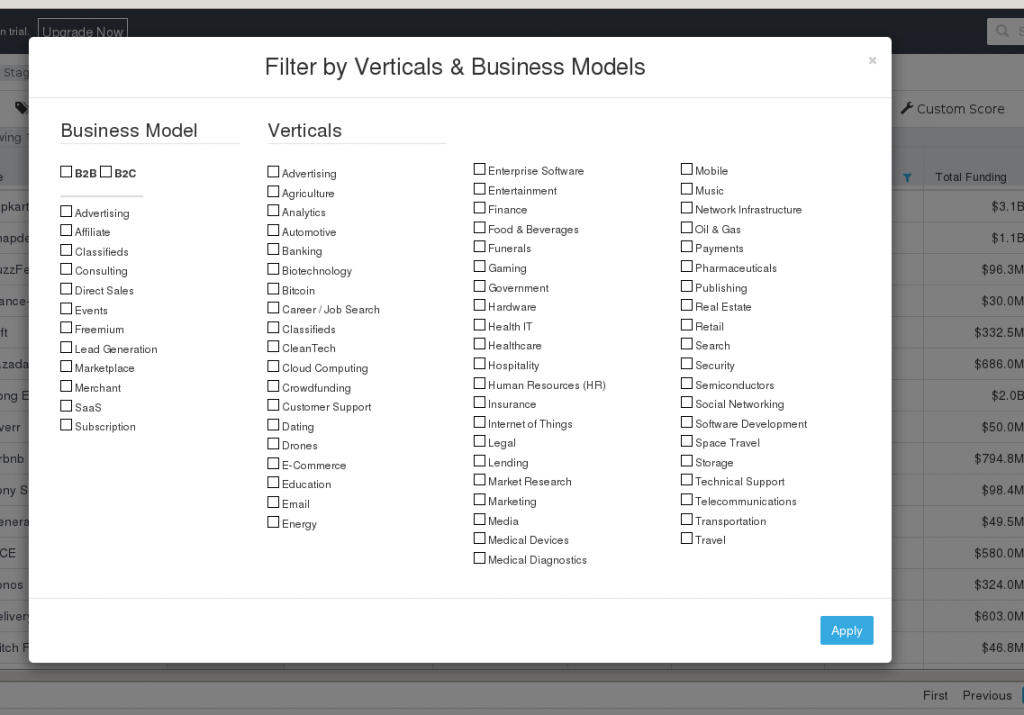 n trial. Upgrade Now
Filter by Verticals & Business Models
×
Stag
Custom Score
wing
Total Funding
Business Model
B2B B2C
Advertising
Affiliate
Classifieds
Consulting
Direct Sales
Events
Freemium
Lead Generation
Marketplace
Merchant
SaaS
Subscription
Verticals
Advertising
Agriculture
Analytics
Automotive
Banking
Biotechnology
Bitcoin
Career / Job Search
Classifieds
CleanTech
Cloud Computing
Crowdfunding
Customer Support
Dating
Drones
E-Commerce
Education
Email
Energy
Enterprise Software
Entertainment
Finance
Food & Beverages
Funerals
Gaming
Government
Hardware
Health IT
Healthcare
Hospitality
Human Resources (HR)
Insurance
Internet of Things
Legal
Lending
Market Research
Marketing
Media
Medical Devices
Medical Diagnostics
Mobile
Music
Network Infrastructure
Oil & Gas
Payments
Pharmaceuticals
Publishing
Real Estate
Retail
Search
Security
Semiconductors
Social Networking
Software Development
Space Travel
Storage
Technical Support
Telecommunications
Transportation
Travel
pkart $3.1B
napde $1.1B
uzzFe $96.3M
ance- $30.0M
ft $332.5M
zada $686.0M
ong E $2.0B
verr $50.0M
rbnb $794.8M
ony S $98.4M
enera $49.5M
CE $580.0M
onos $324.0M
elivery $603.0M
itch F $46.8M
Apply
First Previous